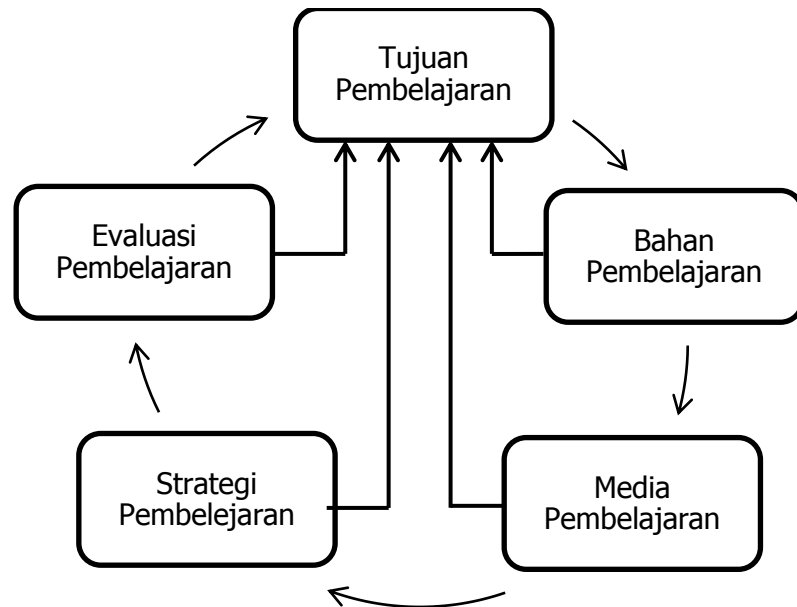 Tujuan
Pembelajaran
Evaluasi
Pembelajaran
Bahan
Pembelajaran
Strategi
Pembelejaran
Media
Pembelajaran